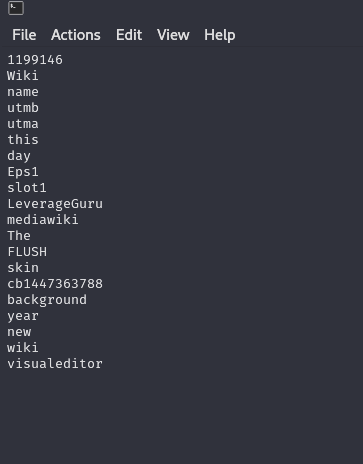 File Actions Edit View Help
1199146
Wiki
name
utmb
utma
this
day
Eps1
slot1
LeverageGuru
mediawiki
The
FLUSH
skin
cb1447363788
background
year
new
wiki
visualeditor